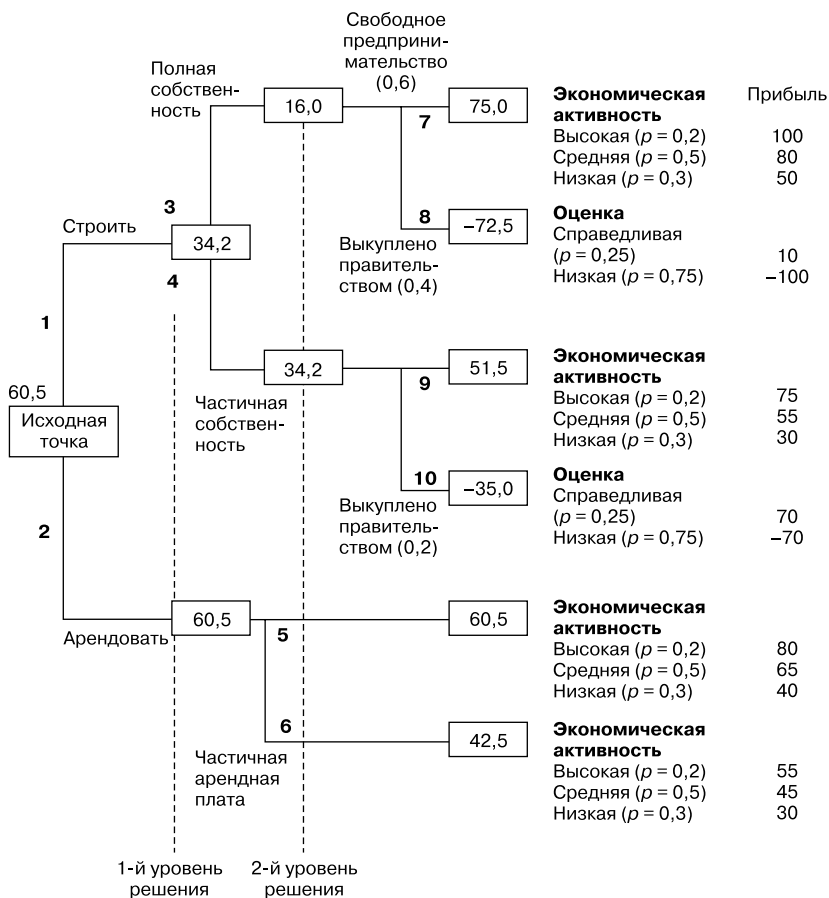 Свободное
предприни-
мательство
(0,6)
Полная
собствен-
ность
16,0
7
75,0
Экономическая Прибыль
активность
Высокая (p = 0,2) 100
Средняя (p = 0,5) 80
Низкая (p = 0,3) 50
3
Строить
34,2
4
8
–72,5
Выкуплено
правитель-
ством (0,4)
Оценка
Справедливая
(p = 0,25) 10
Низкая (p = 0,75) –100
1
60,5
Исходная
точка
2
34,2
Частичная
собствен-
ность
9
51,5
Экономическая
активность
Высокая (p = 0,2) 75
Средняя (p = 0,5) 55
Низкая (p = 0,3) 30
10
–35,0
Выкуплено
правитель-
ством (0,2)
Оценка
Справедливая
(p = 0,25) 70
Низкая (p = 0,75) –70
Арендовать
60,5
5
60,5
Экономическая
активность
Высокая (p = 0,2) 80
Средняя (p = 0,5) 65
Низкая (p = 0,3) 40
6
42,5
Частичная
арендная
плата
Экономическая
активность
Высокая (p = 0,2) 55
Средняя (p = 0,5) 45
Низкая (p = 0,3) 30
1-й уровень
решения
2-й уровень
решения